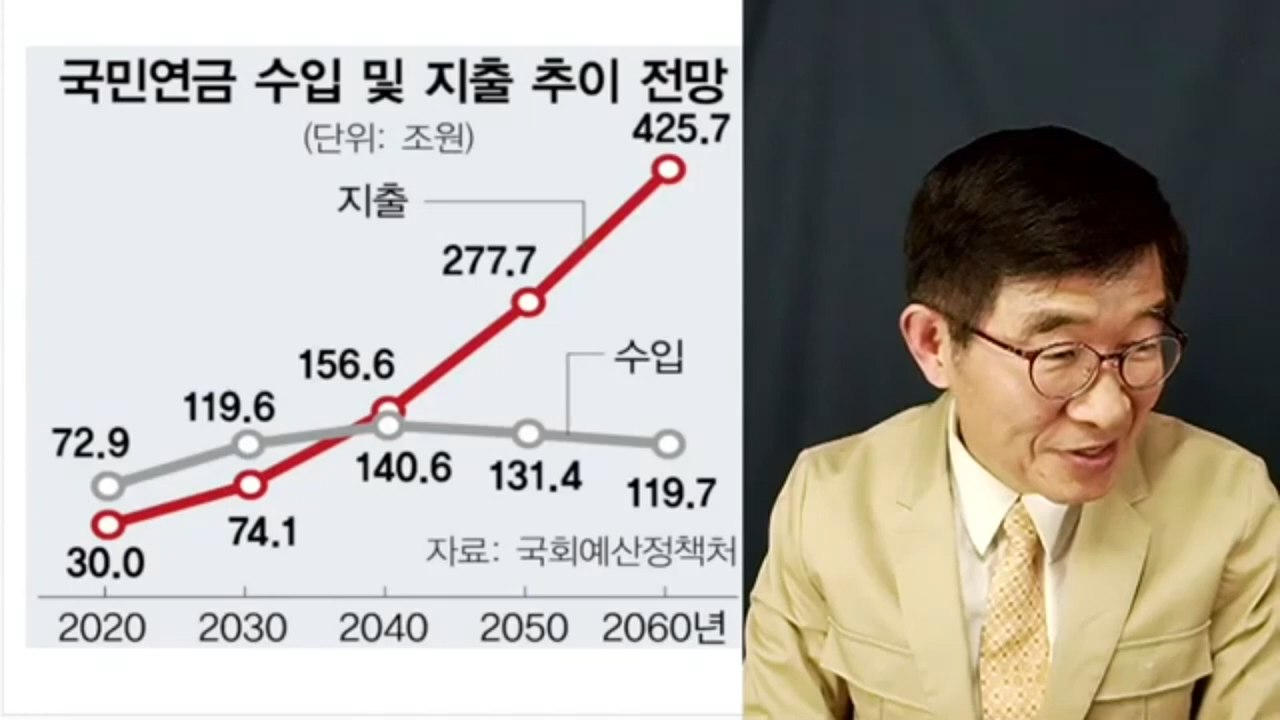 국민연금 수입 및 지출 추이 전망
(단위: 조원)
425.7
지출
277.7
수입
156.6
119.6
72.9
140.6
131.4
119.7
74.1
30.0
자료: 국회예산정책처
2020 2030 2040 2050 2060년